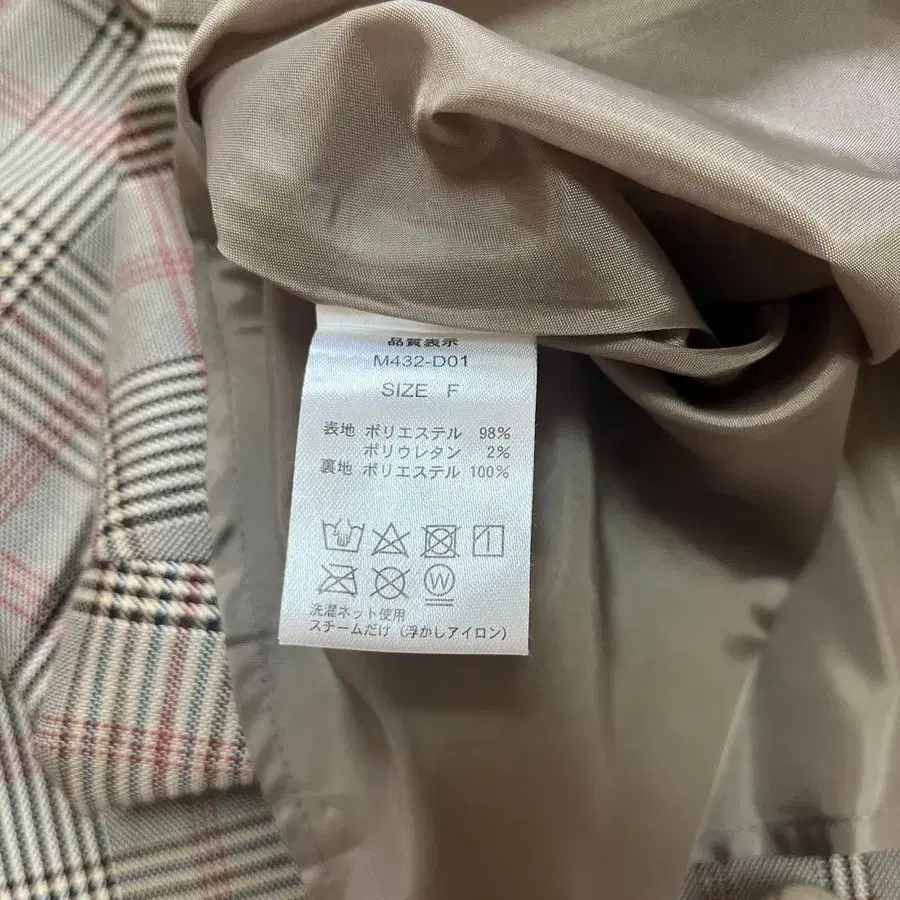 品質表示
M432-D01
SIZE F
表地 ポリエステル 98%
ポリウレタン 2%
裏地 ポリエステル 100%
W
洗濯ネット使用
スチームだけ（浮かしアイロン）